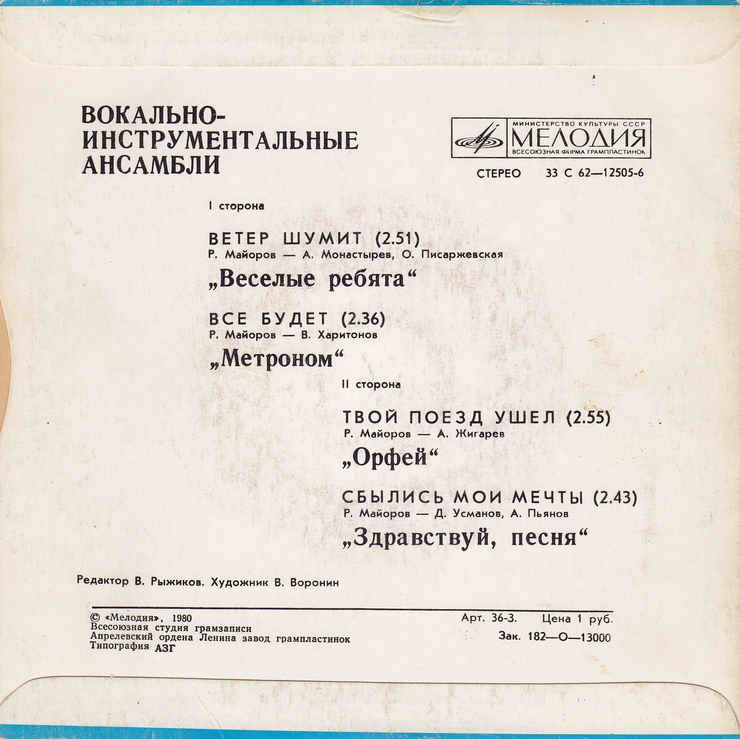 ВОКАЛЬНО-
ИНСТРУМЕНТАЛЬНЫЕ
АНСАМБЛИ
МИНИСТЕРСТВО КУЛЬТУРЫ СССР
МЕЛОДИЯ
ВСЕСОЮЗНАЯ ФИРМА ГРАМПЛАСТИНОК
СТЕРЕО 33 С 62—12505-6
I сторона
ВЕТЕР ШУМИТ (2.51)
Р. Майоров — А. Монастырев, О. Писаржевская
„Веселые ребята“
ВСЕ БУДЕТ (2.36)
Р. Майоров — В. Харитонов
„Метроном“
II сторона
ТВОЙ ПОЕЗД УШЕЛ (2.55)
Р. Майоров — А. Жигарев
„Орфей“
СБЫЛИСЬ МОИ МЕЧТЫ (2.43)
Р. Майоров — Д. Усманов, А. Пьянов
„Здравствуй, песня“
Редактор В. Рыжиков. Художник В. Воронин
© «Мелодия», 1980
Всесоюзная студия грамзаписи
Апрелевский ордена Ленина завод грампластинок
Типография АЗГ
Арт. 36-3. Цена 1 руб.
Зак. 182—О—13000